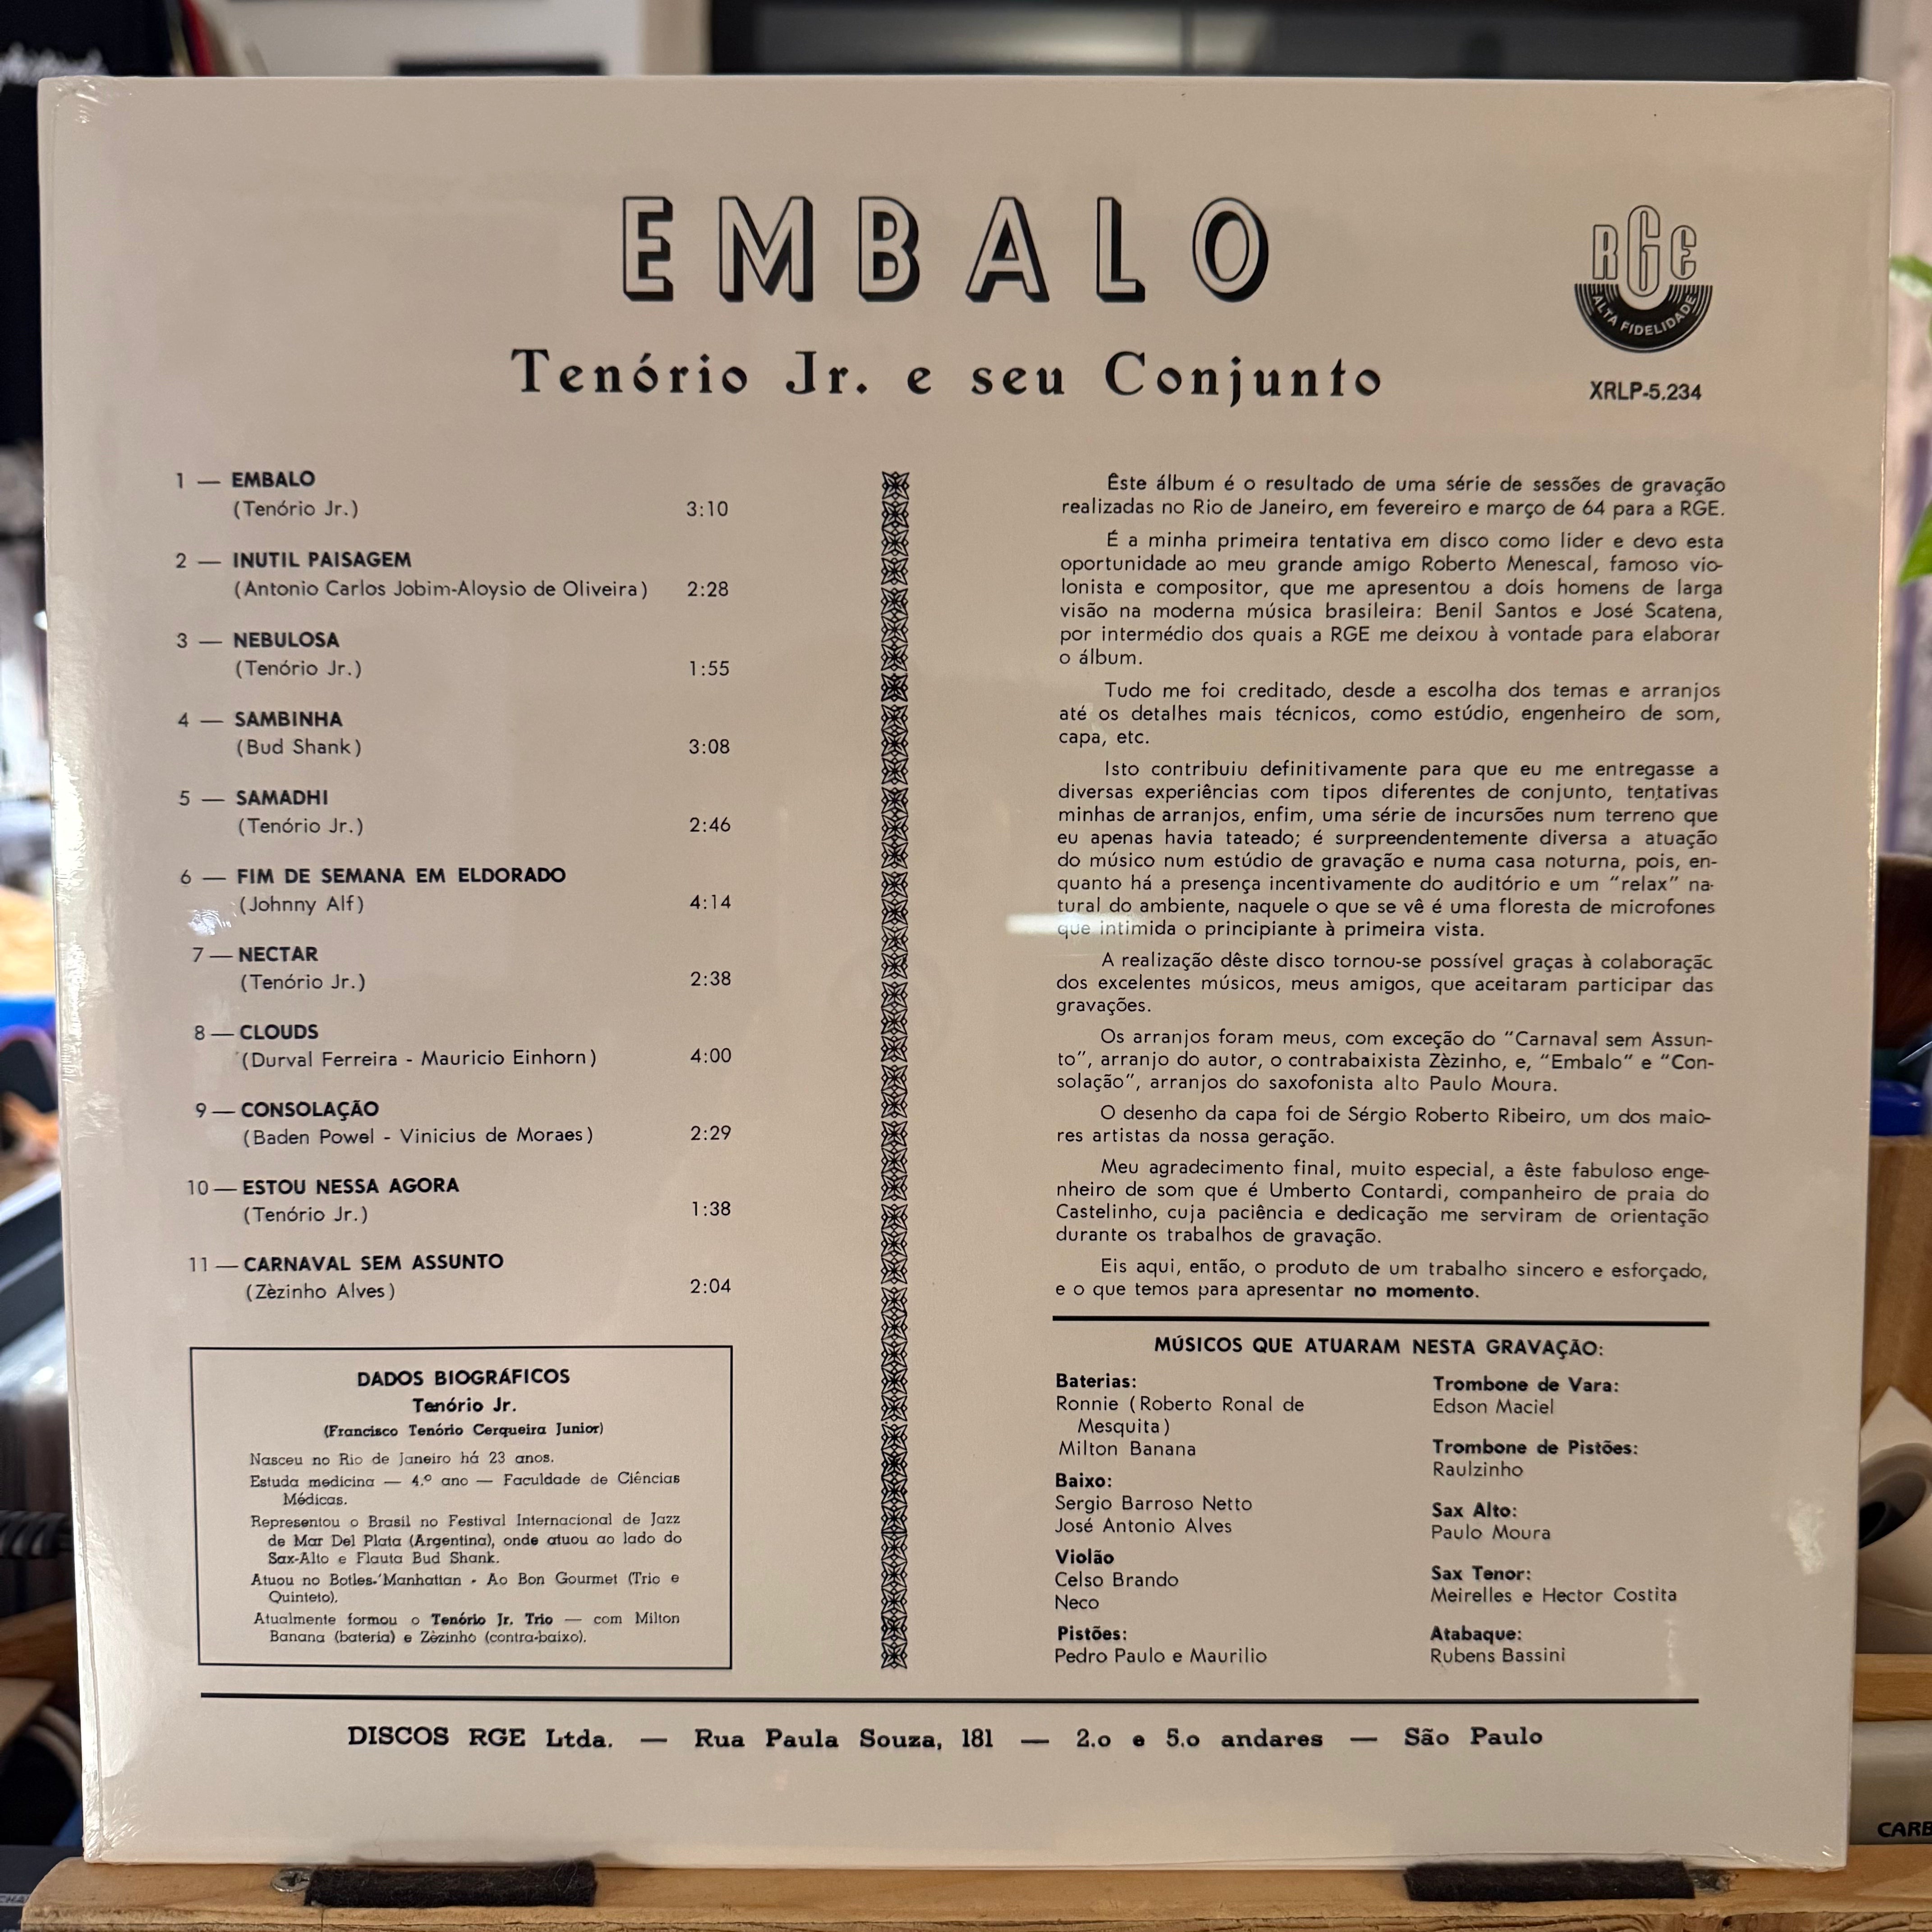 EMBALO
Tenório Jr. e seu Conjunto
RGE
ALTA FIDELIDADE
XRLP-5.234
1 — EMBALO
(Tenório Jr.) 3:10
2 — INUTIL PAISAGEM
(Antonio Carlos Jobim-Aloysio de Oliveira) 2:28
3 — NEBULOSA
(Tenório Jr.) 1:55
4 — SAMBINHA
(Bud Shank) 3:08
5 — SAMADHI
(Tenório Jr.) 2:46
6 — FIM DE SEMANA EM ELDORADO
(Johnny Alf) 4:14
7 — NECTAR
(Tenório Jr.) 2:38
8 — CLOUDS
(Durval Ferreira - Mauricio Einhorn) 4:00
9 — CONSOLAÇÃO
(Baden Powel - Vinicius de Moraes) 2:29
10 — ESTOU NESSA AGORA
(Tenório Jr.) 1:38
11 — CARNAVAL SEM ASSUNTO
(Zèzinho Alves) 2:04
DADOS BIOGRÁFICOS
Tenório Jr.
(Francisco Tenório Cerqueira Junior)
Nasceu no Rio de Janeiro há 23 anos.
Estuda medicina — 4.º ano — Faculdade de Ciências
Médicas.
Representou o Brasil no Festival Internacional de Jazz
de Mar Del Plata (Argentina), onde atuou ao lado do
Sax-Alto e Flauta Bud Shank.
Atuou no Botles-Manhattan - Ao Bon Gourmet (Trio e
Quinteto).
Atualmente formou o Tenório Jr. Trio — com Milton
Banana (bateria) e Zèzinho (contra-baixo).
Êste álbum é o resultado de uma série de sessões de gravação
realizadas no Rio de Janeiro, em fevereiro e março de 64 para a RGE.
É a minha primeira tentativa em disco como lider e devo esta
oportunidade ao meu grande amigo Roberto Menescal, famoso vio-
lonista e compositor, que me apresentou a dois homens de larga
visão na moderna música brasileira: Benil Santos e José Scatena,
por intermédio dos quais a RGE me deixou à vontade para elaborar
o álbum.
Tudo me foi creditado, desde a escolha dos temas e arranjos
até os detalhes mais técnicos, como estúdio, engenheiro de som,
capa, etc.
Isto contribuiu definitivamente para que eu me entregasse a
diversas experiências com tipos diferentes de conjunto, tentativas
minhas de arranjos, enfim, uma série de incursões num terreno que
eu apenas havia tateado; é surpreendentemente diversa a atuação
do músico num estúdio de gravação e numa casa noturna, pois, en-
quanto há a presença incentivamente do auditório e um “relax” na-
tural do ambiente, naquele o que se vê é uma floresta de microfones
que intimida o principiante à primeira vista.
A realização dêste disco tornou-se possível graças à colaboração
dos excelentes músicos, meus amigos, que aceitaram participar das
gravações.
Os arranjos foram meus, com exceção do “Carnaval sem Assun-
to”, arranjo do autor, o contrabaixista Zèzinho, e, “Embalo” e “Con-
solação”, arranjos do saxofonista alto Paulo Moura.
O desenho da capa foi de Sérgio Roberto Ribeiro, um dos maio-
res artistas da nossa geração.
Meu agradecimento final, muito especial, a êste fabuloso enge-
nheiro de som que é Umberto Contardi, companheiro de praia do
Castelinho, cuja paciência e dedicação me serviram de orientação
durante os trabalhos de gravação.
Eis aqui, então, o produto de um trabalho sincero e esforçado,
e o que temos para apresentar no momento.
MÚSICOS QUE ATUARAM NESTA GRAVAÇÃO:
Baterias:
Ronnie (Roberto Ronal de
Mesquita)
Milton Banana
Baixo:
Sergio Barroso Netto
José Antonio Alves
Violão
Celso Brando
Neco
Pistões:
Pedro Paulo e Maurilio
Trombone de Vara:
Edson Maciel
Trombone de Pistões:
Raulzinho
Sax Alto:
Paulo Moura
Sax Tenor:
Meirelles e Hector Costita
Atabaque:
Rubens Bassini
DISCOS RGE Ltda. — Rua Paula Souza, 181 — 2.o e 5.o andares — São Paulo